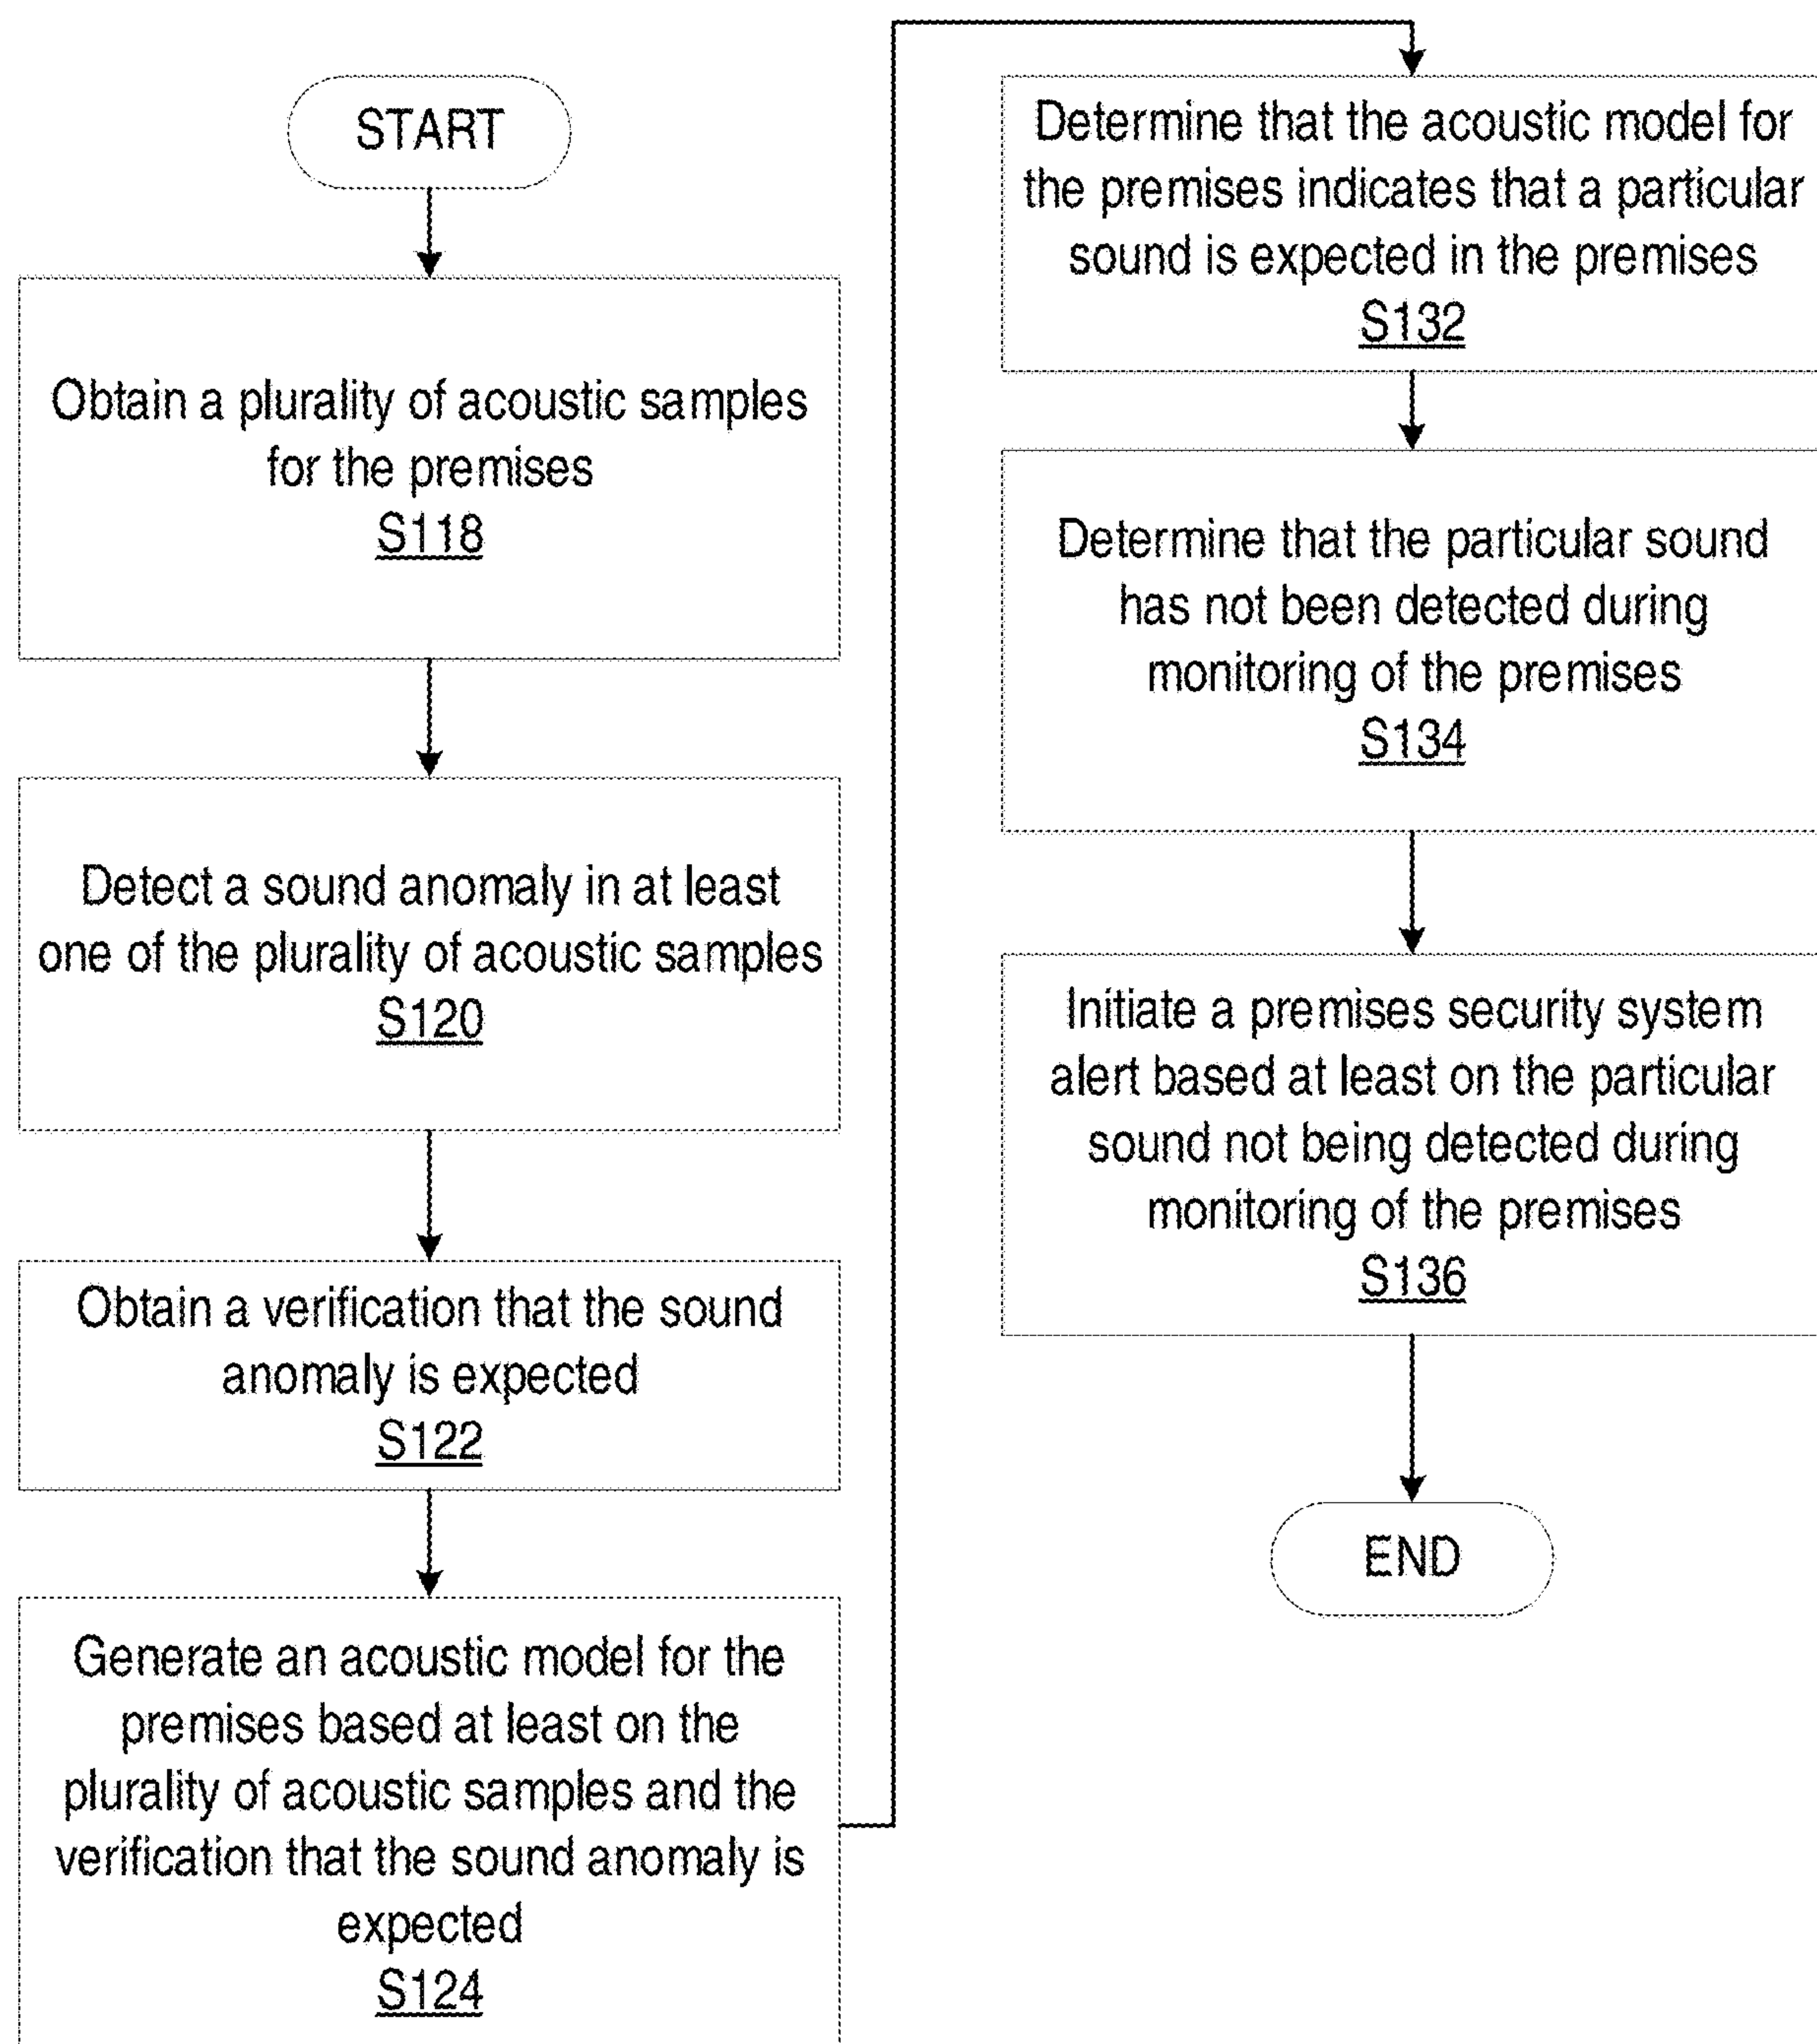 START
Obtain a plurality of acoustic samples
for the premises
S118
Detect a sound anomaly in at least
one of the plurality of acoustic samples
S120
Obtain a verification that the sound
anomaly is expected
S122
Generate an acoustic model for the
premises based at least on the
plurality of acoustic samples and the
verification that the sound anomaly is
expected
S124
Determine that the acoustic model for
the premises indicates that a particular
sound is expected in the premises
S132
Determine that the particular sound
has not been detected during
monitoring of the premises
S134
Initiate a premises security system
alert based at least on the particular
sound not being detected during
monitoring of the premises
S136
END